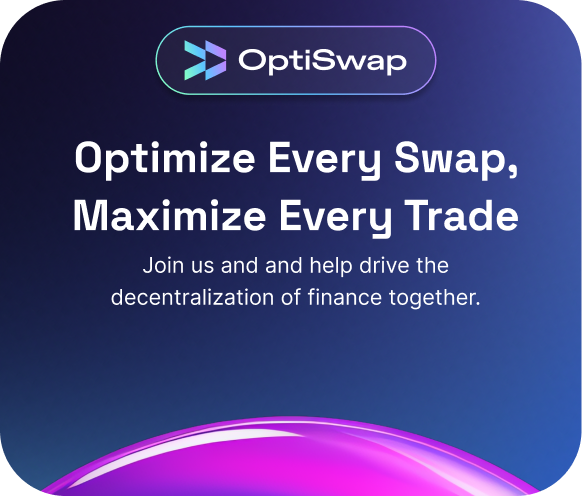 OptiSwap
Optimize Every Swap,
Maximize Every Trade
Join us and and help drive the
decentralization of finance together.